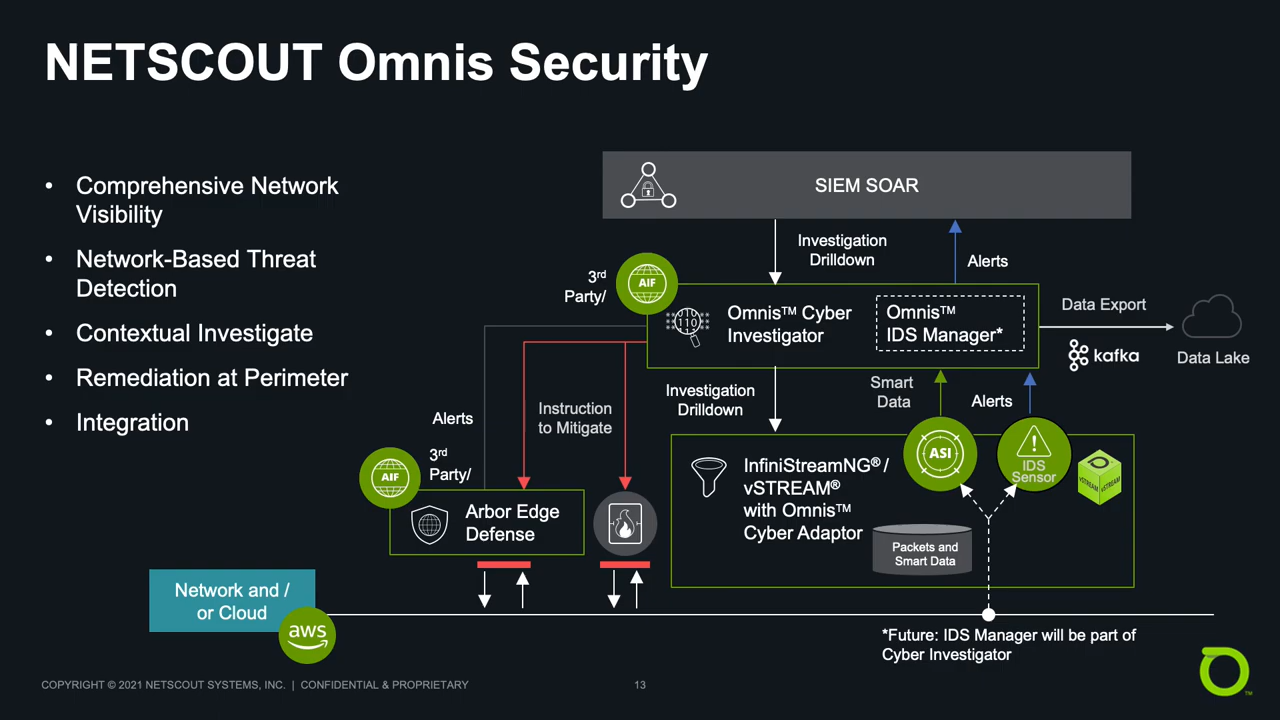 NETSCOUT Omnis Security
• Comprehensive Network
Visibility
• Network-Based Threat
Detection
• Contextual Investigate
• Remediation at Perimeter
• Integration
SIEM SOAR
Investigation
Drilldown
Alerts
3rd
Party/
AIF
110
Omnis™ Cyber
Investigator
Omnis™
IDS Manager*
Data Export
kafka
Data Lake
Investigation
Drilldown
Smart
Data
Alerts
Alerts
Instruction
to Mitigate
3rd
Party/
AIF
Arbor Edge
Defense
InfiniStreamNG® /
vSTREAM®
with Omnis™
Cyber Adaptor
ASI
IDS
Sensor
vSTREAM
vSTREAM
Packets and
Smart Data
Network and /
or Cloud
aws
*Future: IDS Manager will be part of
Cyber Investigator
COPYRIGHT © 2021 NETSCOUT SYSTEMS, INC. | CONFIDENTIAL & PROPRIETARY
13
TM